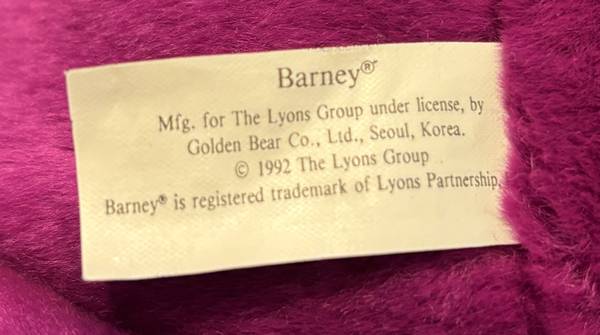 Barney®
Mfg. for The Lyons Group under license, by
Golden Bear Co., Ltd., Seoul, Korea.
© 1992 The Lyons Group
Barney® is registered trademark of Lyons Partnership,